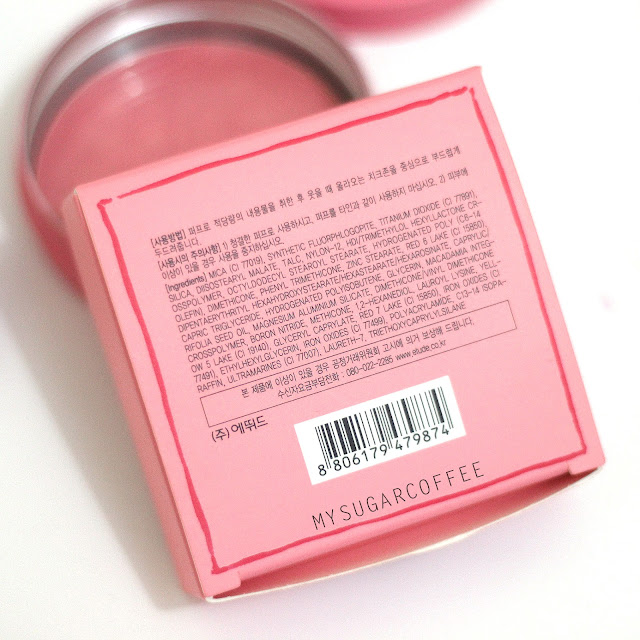 [사용방법] 퍼프로 적당량의 내용물을 취한 후 웃을 때 올라오는 치크존을 중심으로 부드럽게
두드려줍니다.
[사용시의 주의사항] 1) 청결한 퍼프로 사용하시고, 퍼프를 타인과 같이 사용하지 마십시오. 2) 피부에
이상이 있을 경우 사용을 중지하십시오.
[Ingredients] MICA (CI 77019), SYNTHETIC FLUORPHLOGOPITE, TITANIUM DIOXIDE (CI 77891),
SILICA, DIISOSTEARYL MALATE, TALC, NYLON-12, HDI/TRIMETHYLOL HEXYLLACTONE CR-
OSSPOLYMER, OCTYLDODECYL STEAROYL STEARATE, HYDROGENATED POLY (C6-14
OLEFIN), DIMETHICONE, PHENYL TRIMETHICONE, ZINC STEARATE, RED 6 LAKE (CI 15850),
DIPENTAERYTHRITYL HEXAHYDROXYSTEARATE/HEXASTEARATE/HEXAROSINATE, CAPRYLIC/
CAPRIC TRIGLYCERIDE, HYDROGENATED POLYISOBUTENE, GLYCERIN, MACADAMIA INTEG-
RIFOLIA SEED OIL, MAGNESIUM ALUMINIUM SILICATE, DIMETHICONE/VINYL DIMETHICONE
CROSSPOLYMER, BORON NITRIDE, METHICONE, 1,2-HEXANEDIOL, LAUROYL LYSINE, YELL-
OW 5 LAKE (CI 19140), GLYCERYL CAPRYLATE, RED 7 LAKE (CI 15850), IRON OXIDES (CI
77491), ETHYLHEXYLGLYCERIN, IRON OXIDES (CI 77499), POLYACRYLAMIDE, C13-14 ISOPA-
RAFFIN, ULTRAMARINES (CI 77007), LAURETH-7, TRIETHOXYCAPRYLYLSILANE
본 제품에 이상이 있을 경우 공정거래위원회 고시에 의거 보상해 드립니다.
수신자요금부담전화 : 080-022-2285 www.etude.co.kr
(주) 에뛰드
8 806179 479874
MYSUGARCOFFEE